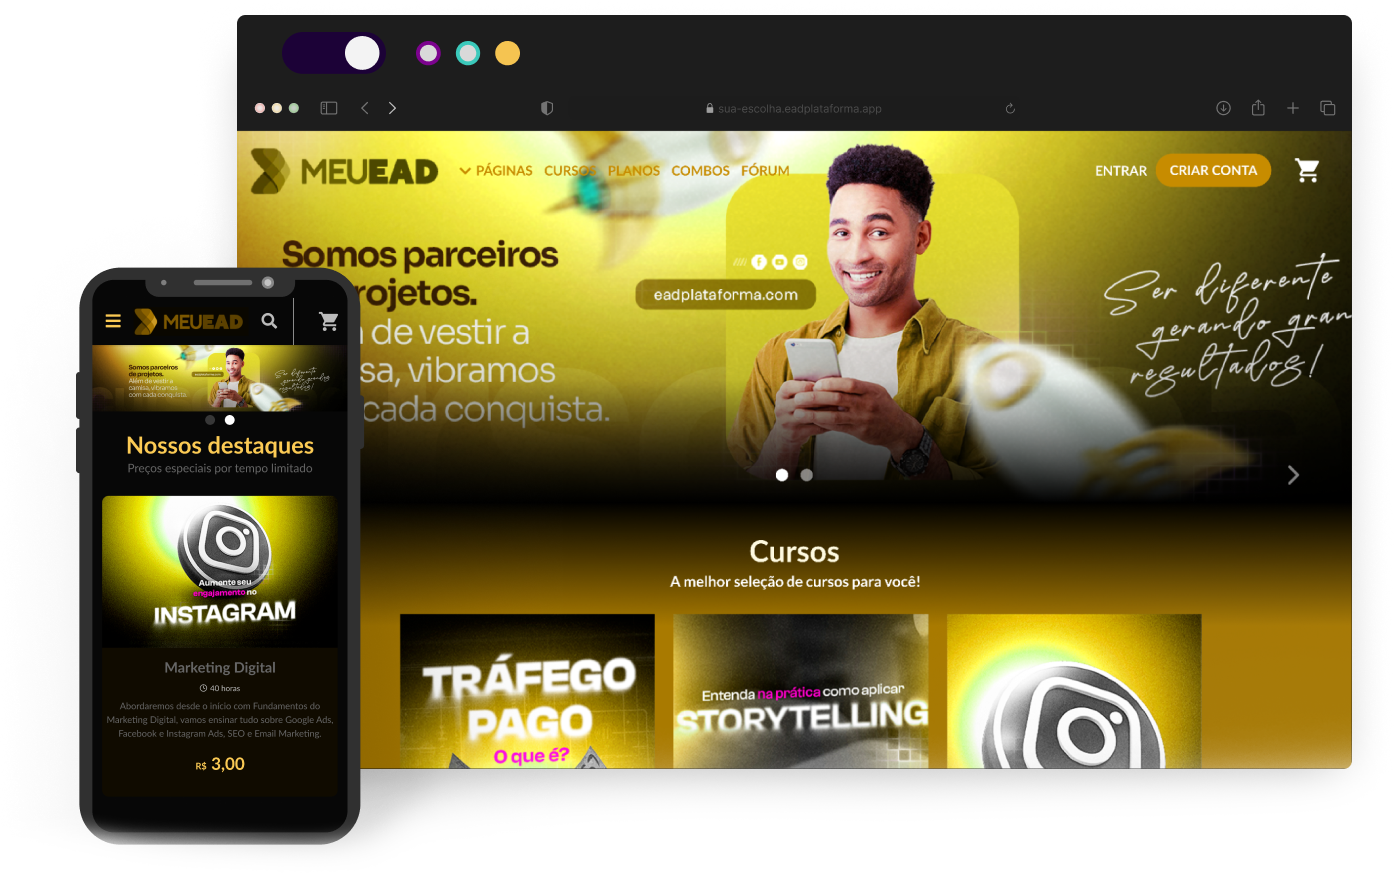 sua-escolha.eadplataforma.app
MEUEAD
PÁGINAS CURSOS PLANOS COMBOS FÓRUM
ENTRAR
CRIAR CONTA
Somos parceiros
rojetos.
de vestir a
sa, vibramos
cada conquista.
eadplataforma.com
Ser diferente
gerando gran
resultados!
Cursos
A melhor seleção de cursos para você!
TRÁFEGO
PAGO
O que é?
Entenda na prática como aplicar
STORYTELLING
MEUEAD
Somos parceiros
de projetos.
Além de vestir a
camisa, vibramos
com cada conquista.
Ser diferente
gerando grandes
resultados!
Nossos destaques
Preços especiais por tempo limitado
Aumente seu
engajamento no
INSTAGRAM
Marketing Digital
40 horas
Abordaremos desde o início com Fundamentos do
Marketing Digital, vamos ensinar tudo sobre Google Ads,
Facebook e Instagram Ads, SEO e Email Marketing.
R$ 3,00